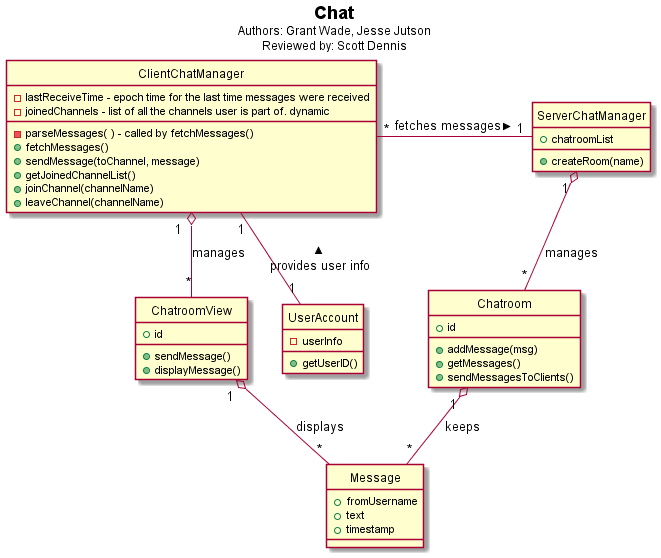 Chat
Authors: Grant Wade, Jesse Jutson
Reviewed by: Scott Dennis
ClientChatManager
lastReceiveTime - epoch time for the last time messages were received
joinedChannels - list of all the channels user is part of. dynamic
parseMessages( ) - called by fetchMessages()
fetchMessages()
sendMessage(toChannel, message)
getJoinedChannelList()
joinChannel(channelName)
leaveChannel(channelName)
* fetches messages► 1
ServerChatManager
chatroomList
createRoom(name)
1
manages
*
1
▲
provides user info
1
1
manages
*
ChatroomView
id
sendMessage()
displayMessage()
UserAccount
userInfo
getUserID()
Chatroom
id
addMessage(msg)
getMessages()
sendMessagesToClients()
1
displays
*
1
keeps
*
Message
fromUsername
text
timestamp